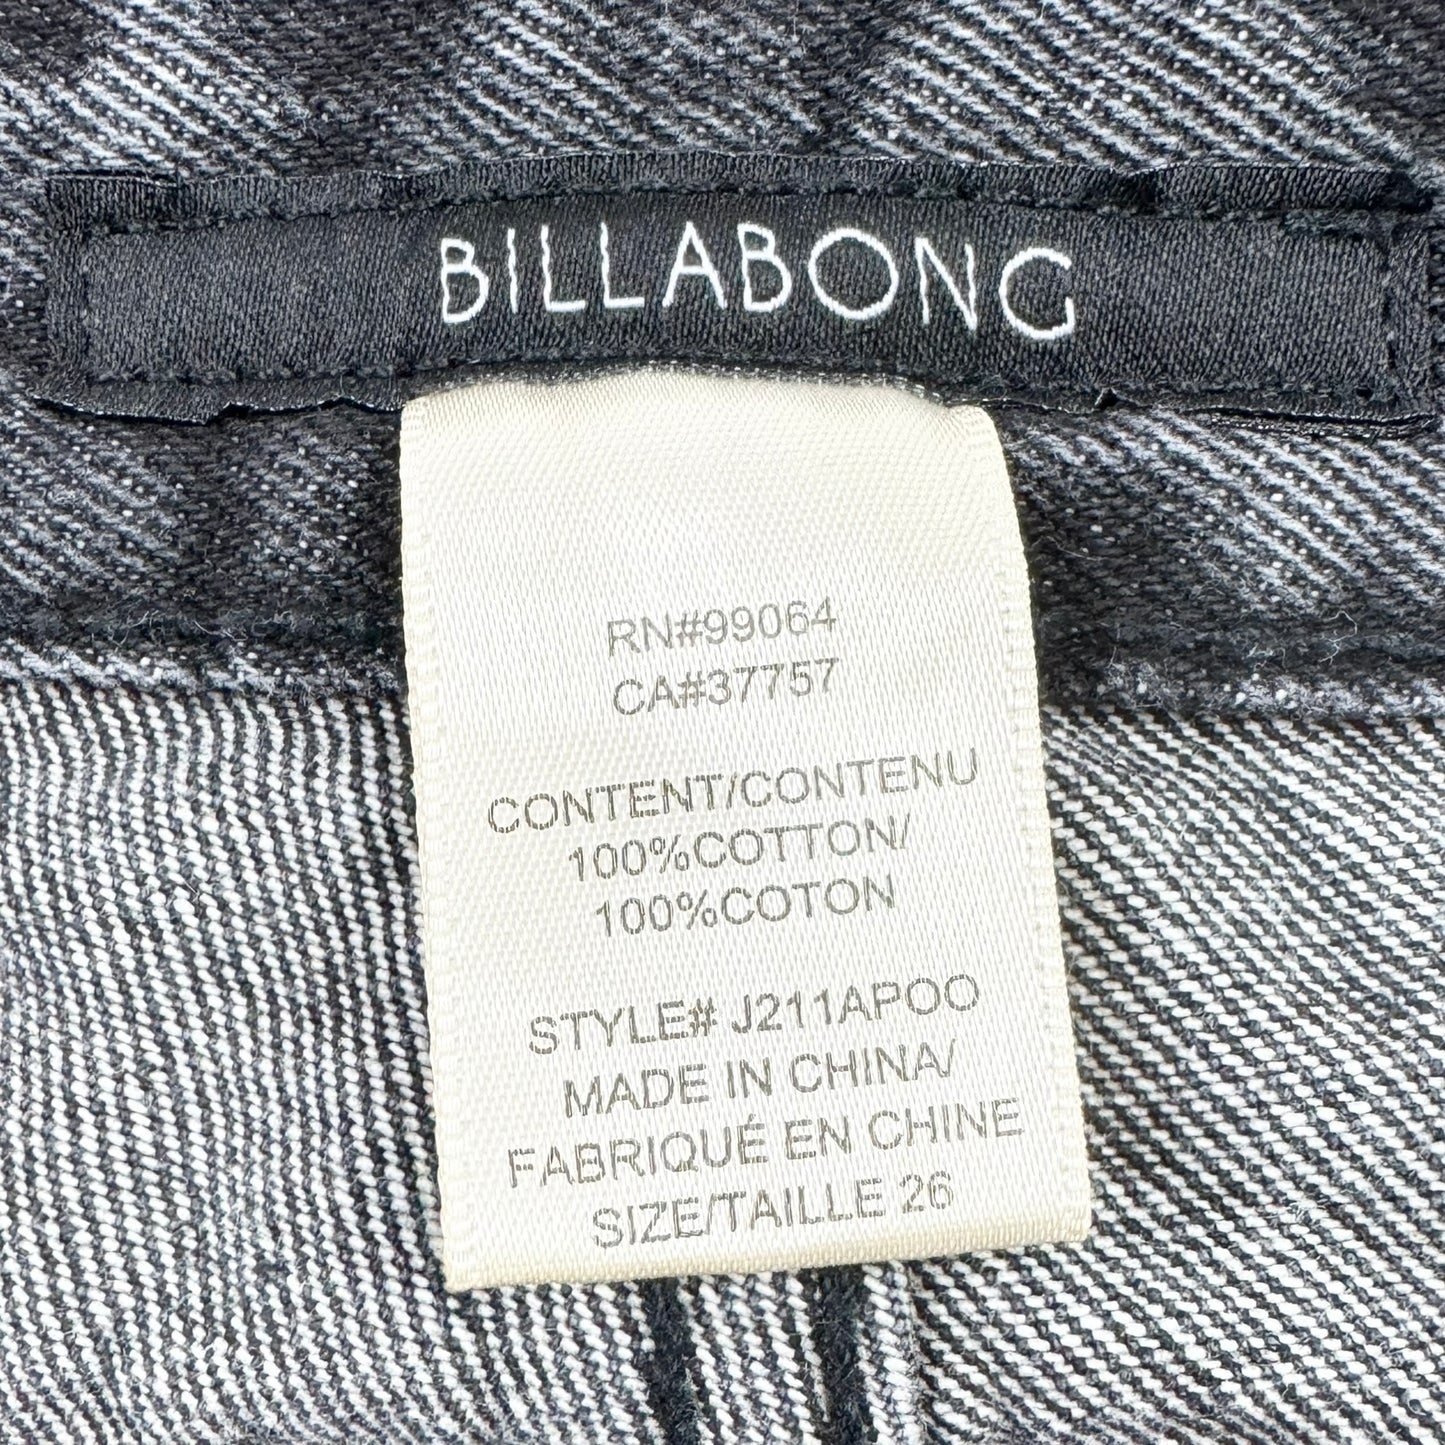 BILLABONG
RN#99064
CA#37757
CONTENT/CONTENU
100%COTTON/
100%COTON
STYLE# J211APOO
MADE IN CHINA/
FABRIQUÉ EN CHINE
SIZE/TAILLE 26